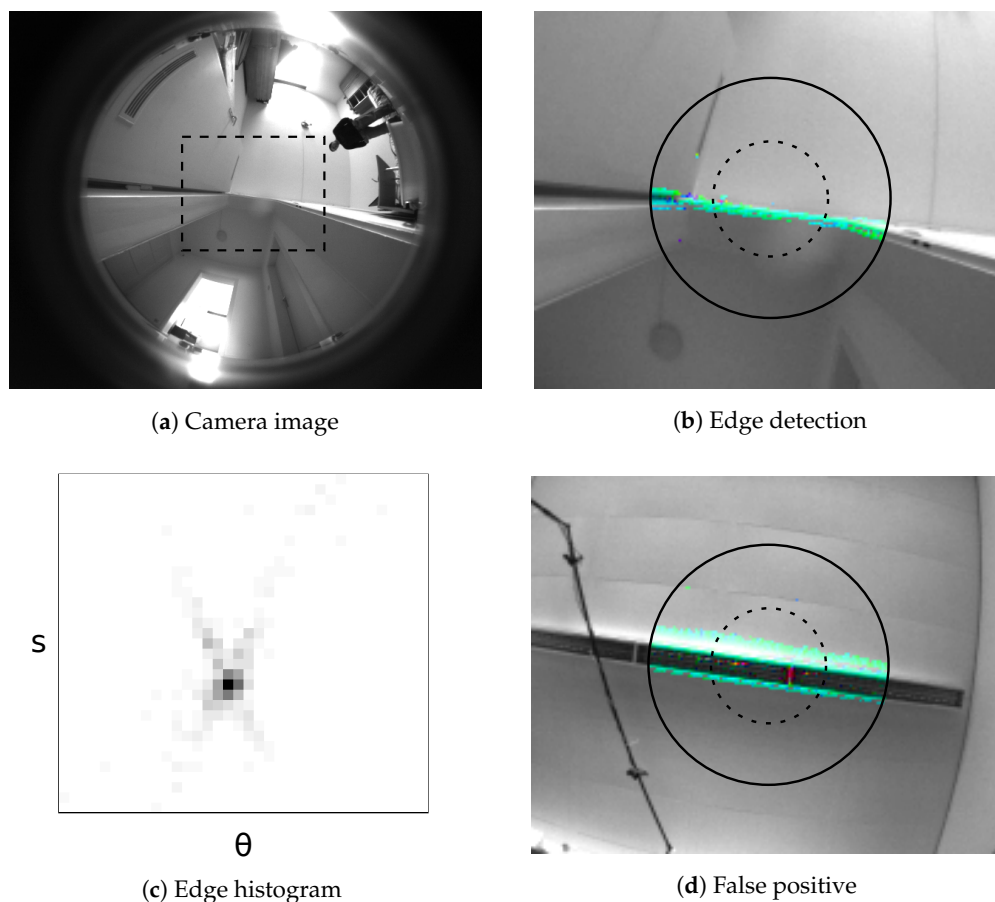 (a) Camera image
(b) Edge detection
s
θ
(c) Edge histogram
(d) False positive